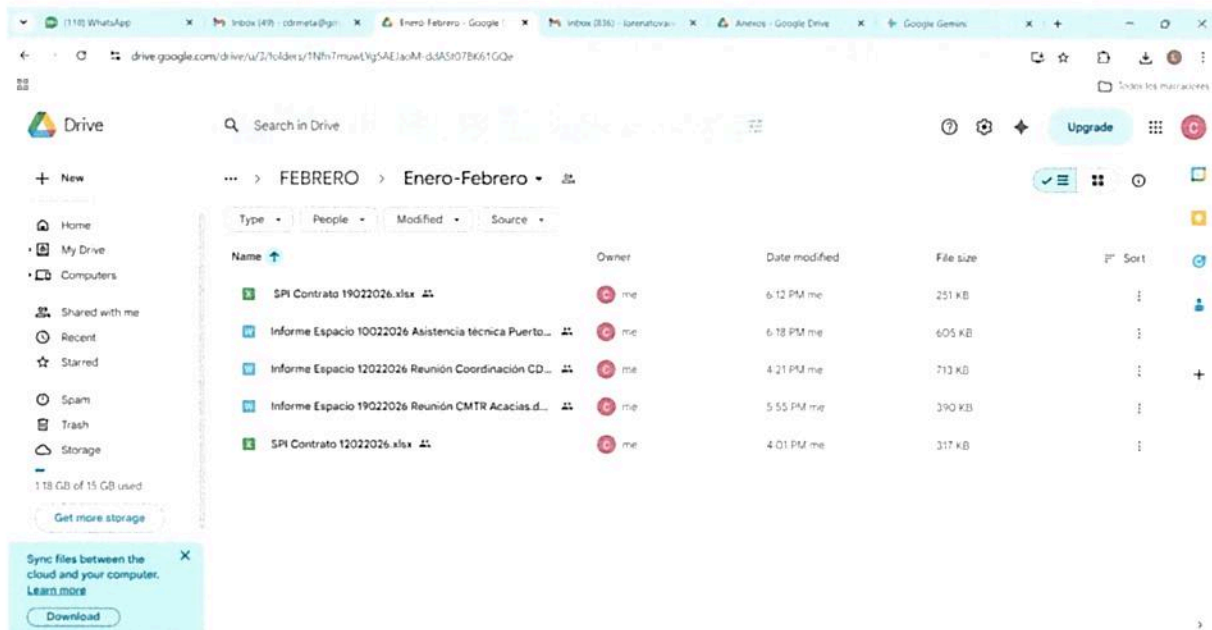 (110) WhatsApp
Inbox (49) - cdrmeta@gm
Enero-Febrero - Google
Inbox (836) - lorenatovar
Anexos - Google Drive
Google Gemini
Todos los marcadores
Drive
Search in Drive
Upgrade
C
New
... > FEBRERO > Enero-Febrero
Type People Modified Source
Home
My Drive
Computers
Shared with me
Recent
Starred
Spam
Trash
Storage
1.18 GB of 15 GB used
Get more storage
Name Owner Date modified File size Sort
SPI Contrato 19022026.xlsx me 6:12 PM me 251 KB
Informe Espacio 10022026 Asistencia técnica Puerto... me 6:18 PM me 605 KB
Informe Espacio 12022026 Reunión Coordinación CD... me 4:21 PM me 713 KB
Informe Espacio 19022026 Reunión CMTR Acacias.d... me 5:55 PM me 390 KB
SPI Contrato 12022026.xlsx me 4:01 PM me 317 KB
Sync files between the
cloud and your computer.
Learn more
Download